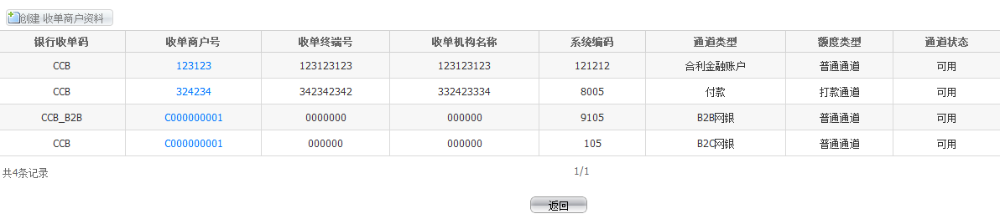 创建 收单商户资料
银行收单码 收单商户号 收单终端号 收单机构名称 系统编码 通道类型 额度类型 通道状态
CCB 123123 123123123 123123123 121212 合利金融账户 普通通道 可用
CCB 324234 342342342 332423334 8005 付款 打款通道 可用
CCB_B2B C000000001 0000000 000000 9105 B2B网银 普通通道 可用
CCB C000000001 000000 000000 105 B2C网银 普通通道 可用
共4条记录 1/1
返回